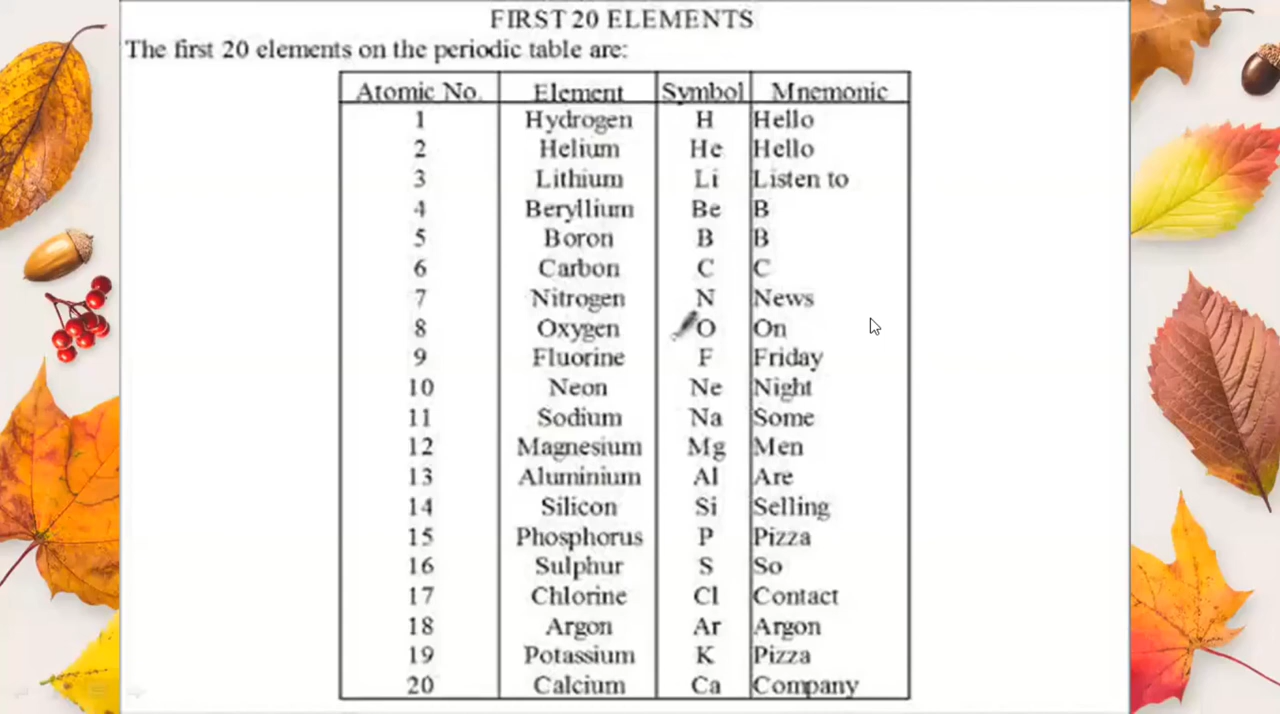 FIRST 20 ELEMENTS
The first 20 elements on the periodic table are:
Atomic No. Element Symbol Mnemonic
1 Hydrogen H Hello
2 Helium He Hello
3 Lithium Li Listen to
4 Beryllium Be B
5 Boron B B
6 Carbon C C
7 Nitrogen N News
8 Oxygen O On
9 Fluorine F Friday
10 Neon Ne Night
11 Sodium Na Some
12 Magnesium Mg Men
13 Aluminium Al Are
14 Silicon Si Selling
15 Phosphorus P Pizza
16 Sulphur S So
17 Chlorine Cl Contact
18 Argon Ar Argon
19 Potassium K Pizza
20 Calcium Ca Company